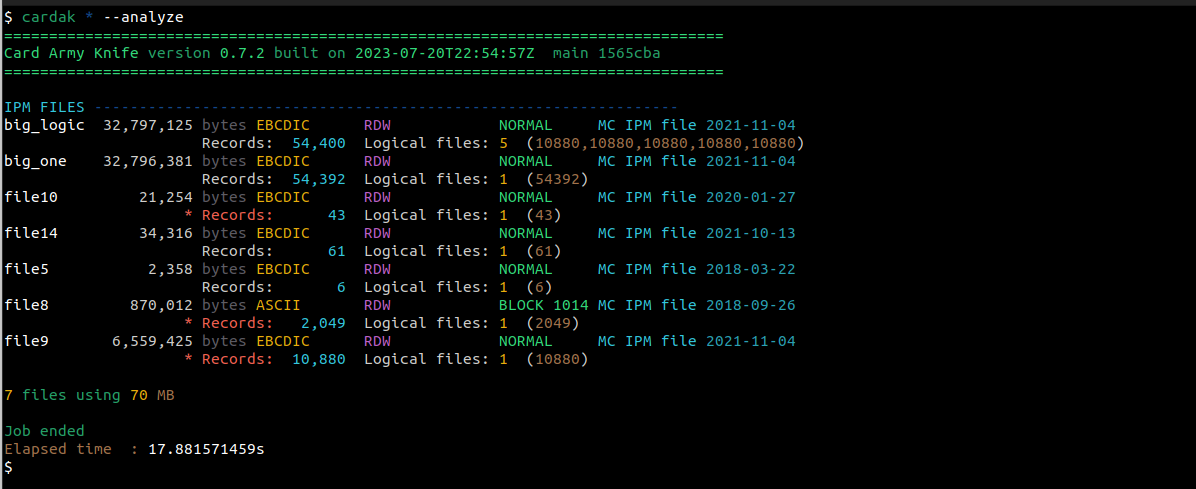 $ cardak * --analyze
================================================================================
Card Army Knife version 0.7.2 built on 2023-07-20T22:54:57Z  main 1565cba
================================================================================
IPM FILES -----------------------------------------------------------------
big_logic  32,797,125 bytes EBCDIC      RDW            NORMAL     MC IPM file 2021-11-04
                      Records:  54,400  Logical files: 5  (10880,10880,10880,10880,10880)
big_one    32,796,381 bytes EBCDIC      RDW            NORMAL     MC IPM file 2021-11-04
                      Records:  54,392  Logical files: 1  (54392)
file10         21,254 bytes EBCDIC      RDW            NORMAL     MC IPM file 2020-01-27
                    * Records:      43  Logical files: 1  (43)
file14         34,316 bytes EBCDIC      RDW            NORMAL     MC IPM file 2021-10-13
                      Records:      61  Logical files: 1  (61)
file5           2,358 bytes EBCDIC      RDW            NORMAL     MC IPM file 2018-03-22
                      Records:       6  Logical files: 1  (6)
file8         870,012 bytes ASCII       RDW            BLOCK 1014 MC IPM file 2018-09-26
                    * Records:   2,049  Logical files: 1  (2049)
file9       6,559,425 bytes EBCDIC      RDW            NORMAL     MC IPM file 2021-11-04
                    * Records:  10,880  Logical files: 1  (10880)
7 files using 70 MB
Job ended
Elapsed time  : 17.881571459s
$